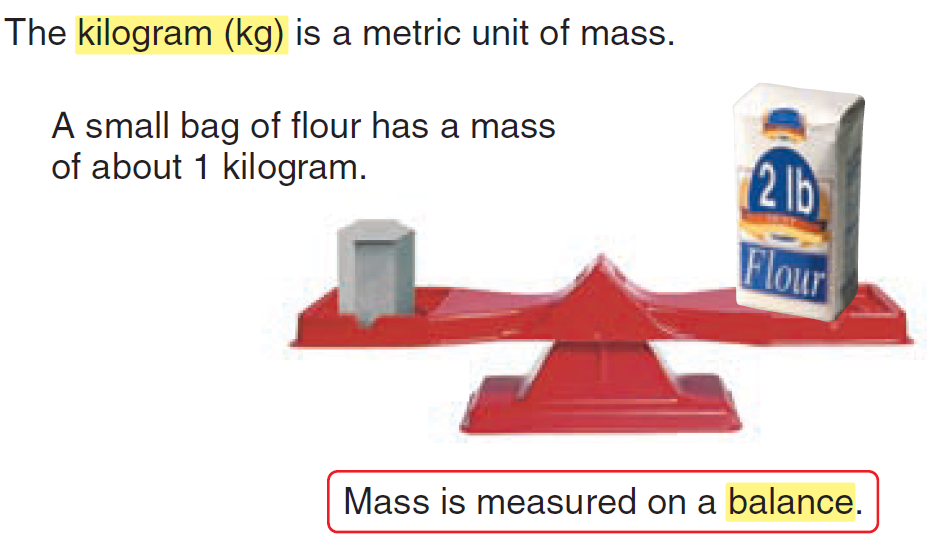 The kilogram (kg) is a metric unit of mass.
A small bag of flour has a mass
of about 1 kilogram.
2 lb
Flour
Mass is measured on a balance.